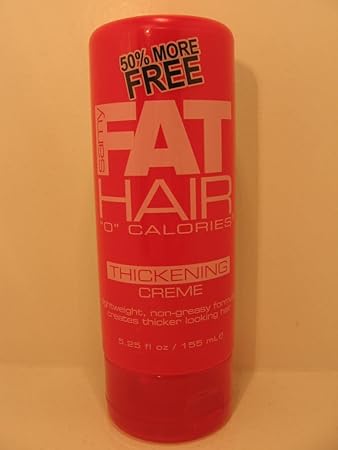 50% MORE
FREE
samy
FAT
HAIR
"0" CALORIES
THICKENING
CREME
lightweight, non-greasy formula
creates thicker looking hair
5.25 fl oz / 155 mL℮